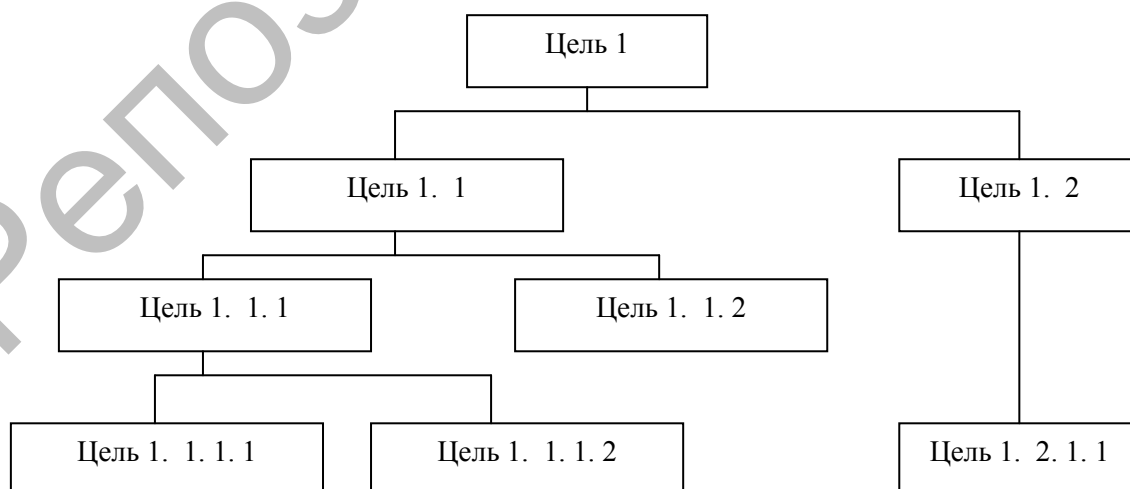 Цель 1
Цель 1. 1
Цель 1. 2
Цель 1. 1. 1
Цель 1. 1. 2
Цель 1. 1. 1. 1
Цель 1. 1. 1. 2
Цель 1. 2. 1. 1